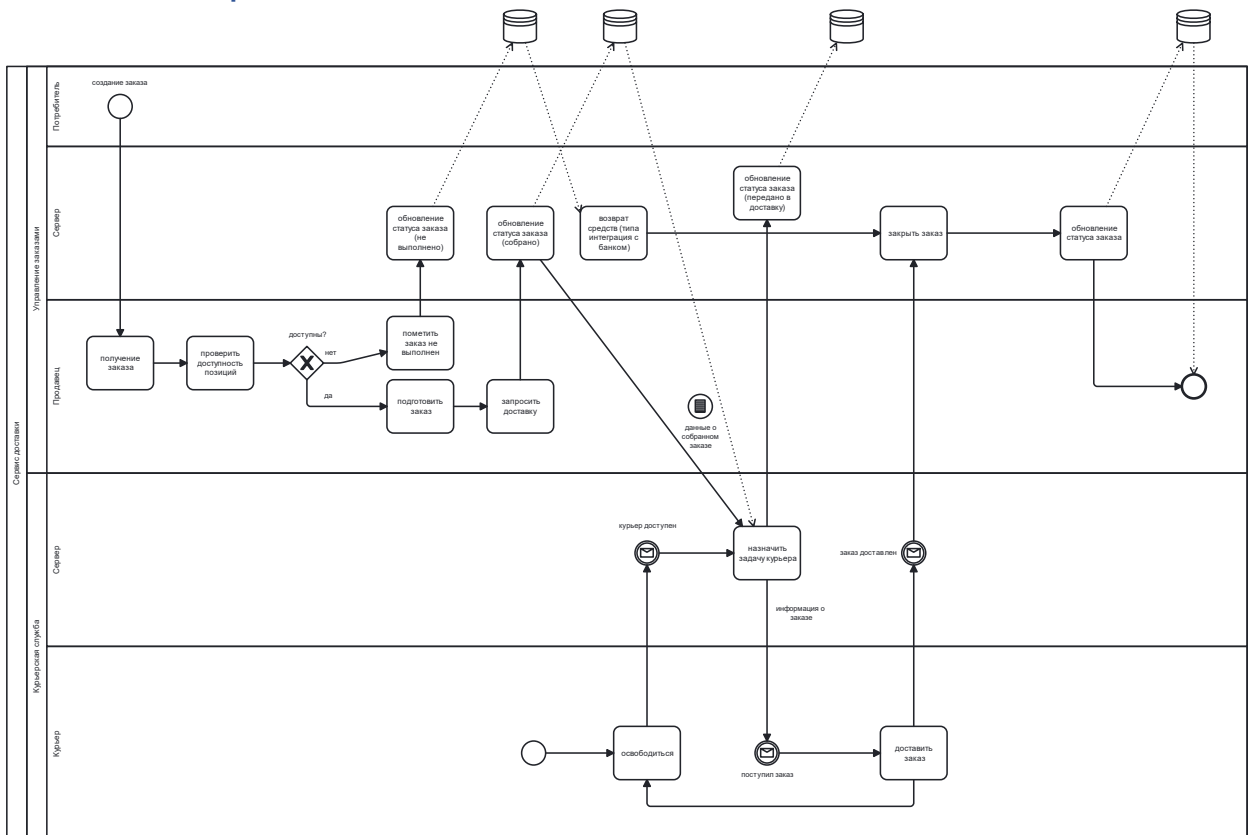 Сервис доставки
Управление заказами
Потребитель
создание заказа
Сервер
обновление
статуса заказа
(не
выполнено)
обновление
статуса заказа
(собрано)
возврат
средств (типа
интеграция с
банком)
обновление
статуса заказа
(передано в
доставку)
закрыть заказ
обновление
статуса заказа
Продавец
получение
заказа
проверить
доступность
позиций
доступны?
нет
да
пометить
заказ не
выполнен
подготовить
заказ
запросить
доставку
данные о
собранном
заказе
Курьерская служба
Сервер
курьер доступен
назначить
задачу курьера
заказ доставлен
информация о
заказе
Курьер
освободиться
поступил заказ
доставить
заказ